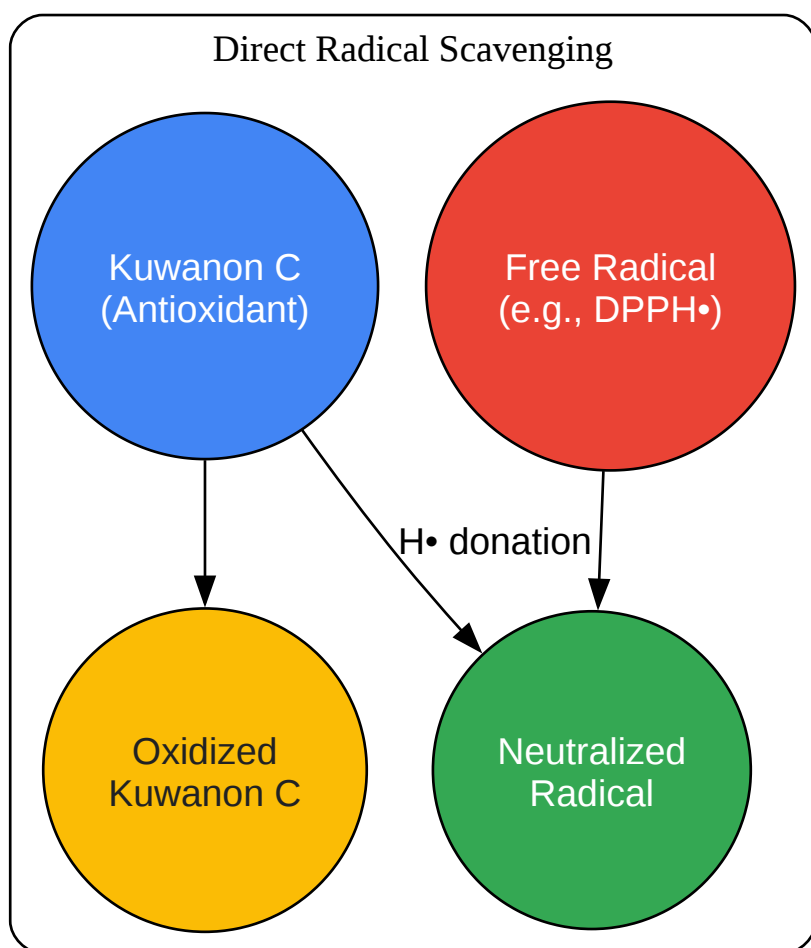 Direct Radical Scavenging
Kuwanon C
(Antioxidant)
Free Radical
(e.g., DPPH•)
H• donation
Oxidized
Kuwanon C
Neutralized
Radical